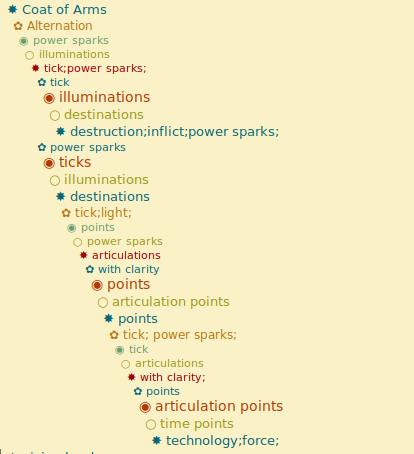 Coat of Arms
Alternation
power sparks
illuminations
tick;power sparks;
tick
illuminations
destinations
destruction;inflict;power sparks;
power sparks
ticks
illuminations
destinations
tick;light;
points
power sparks
articulations
with clarity
points
articulation points
points
tick; power sparks;
tick
articulations
with clarity;
points
articulation points
time points
technology;force;